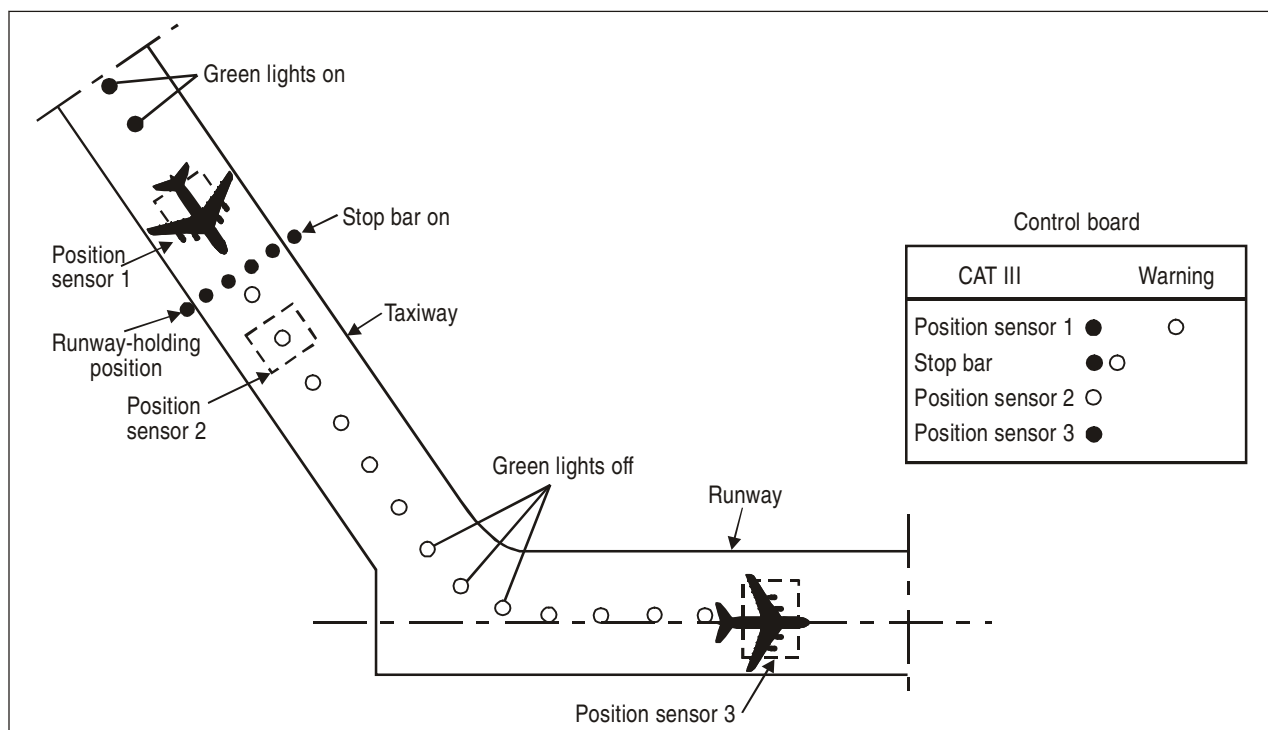 Green lights on
Stop bar on
Position
sensor 1
Taxiway
Runway-holding
position
Position
sensor 2
Green lights off
Runway
Position sensor 3
Control board
CAT III Warning
Position sensor 1
Stop bar
Position sensor 2
Position sensor 3